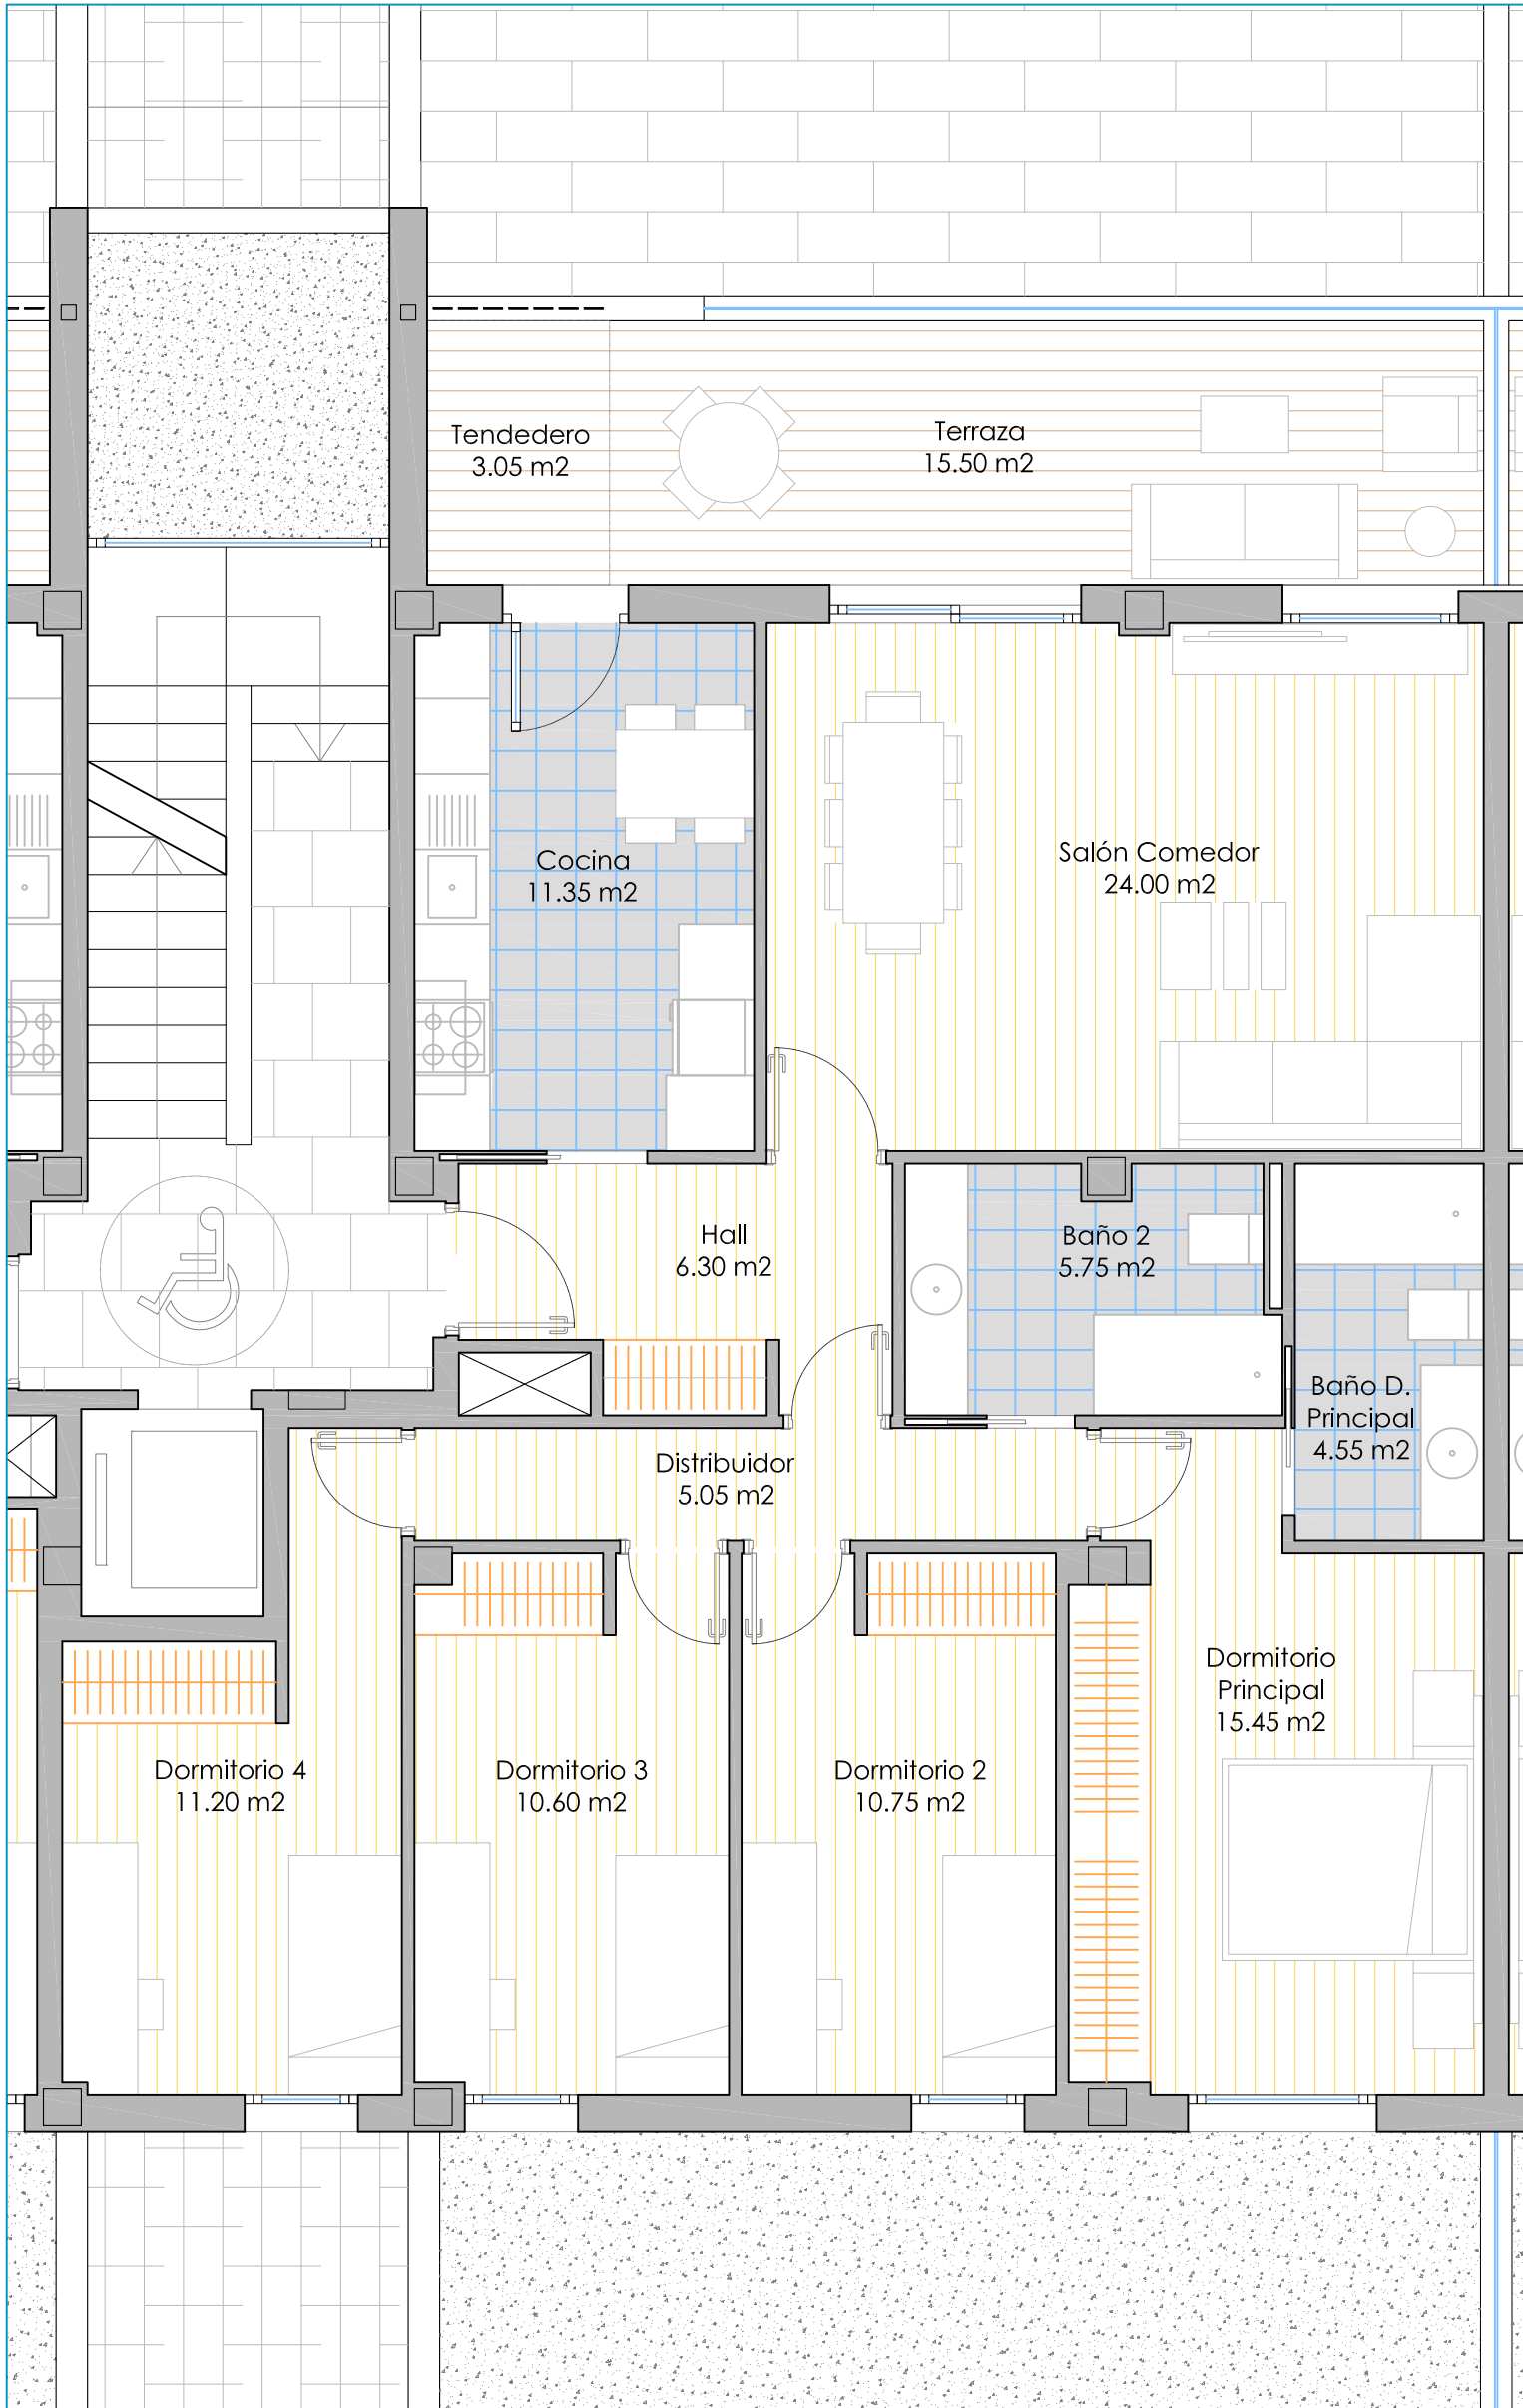 Tendedero
3.05 m2
Terraza
15.50 m2
Cocina
11.35 m2
Salón Comedor
24.00 m2
Hall
6.30 m2
Baño 2
5.75 m2
Baño D.
Principal
4.55 m2
Distribuidor
5.05 m2
Dormitorio
Principal
15.45 m2
Dormitorio 4
11.20 m2
Dormitorio 3
10.60 m2
Dormitorio 2
10.75 m2